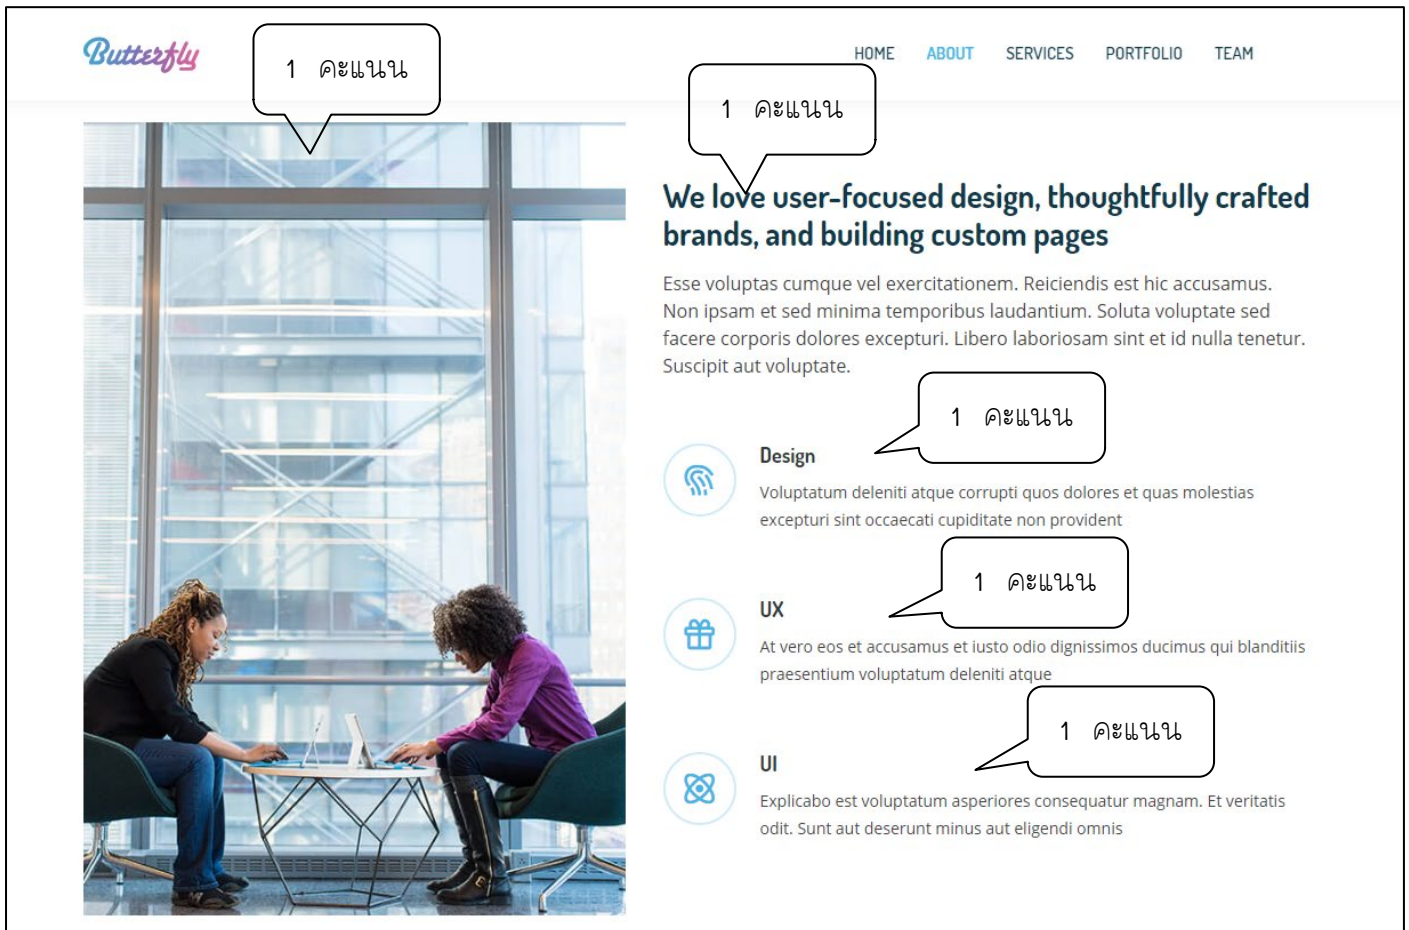 Butterfly
HOME ABOUT SERVICES PORTFOLIO TEAM
1 คะแนน
1 คะแนน
We love user-focused design, thoughtfully crafted
brands, and building custom pages
Esse voluptas cumque vel exercitationem. Reiciendis est hic accusamus.
Non ipsam et sed minima temporibus laudantium. Soluta voluptate sed
facere corporis dolores excepturi. Libero laboriosam sint et id nulla tenetur.
Suscipit aut voluptate.
1 คะแนน
Design
Voluptatum deleniti atque corrupti quos dolores et quas molestias
excepturi sint occaecati cupiditate non provident
1 คะแนน
UX
At vero eos et accusamus et iusto odio dignissimos ducimus qui blanditiis
praesentium voluptatum deleniti atque
1 คะแนน
UI
Explicabo est voluptatum asperiores consequatur magnam. Et veritatis
odit. Sunt aut deserunt minus aut eligendi omnis